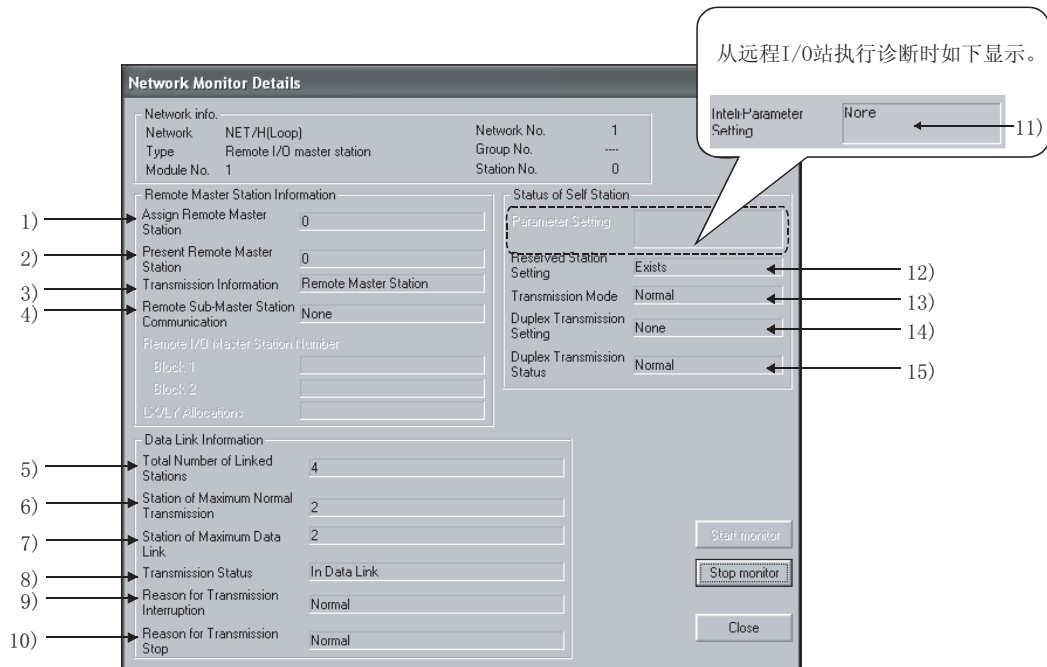 从远程I/O站执行诊断时如下显示。
Inteli-Parameter
Setting
None
11)
Network Monitor Details
Network info.
Network NET/H(Loop)
Type Remote I/O master station
Module No. 1
Network No. 1
Group No. ----
Station No. 0
Remote Master Station Information
1) Assign Remote Master
Station
0
2) Present Remote Master
Station
0
3) Transmission Information Remote Master Station
4) Remote Sub-Master Station
Communication
None
Remote I/O Master Station Number
Block 1
Block 2
LX/LY Allocations
Status of Self Station
Parameter Setting
Reserved Station
Setting
Exists 12)
Transmission Mode Normal 13)
Duplex Transmission
Setting
None 14)
Duplex Transmission
Status
Normal 15)
Data Link Information
5) Total Number of Linked
Stations
4
6) Station of Maximum Normal
Transmission
2
7) Station of Maximum Data
Link
2
8) Transmission Status In Data Link
9) Reason for Transmission
Interruption
Normal
10) Reason for Transmission
Stop
Normal
Start monitor
Stop monitor
Close